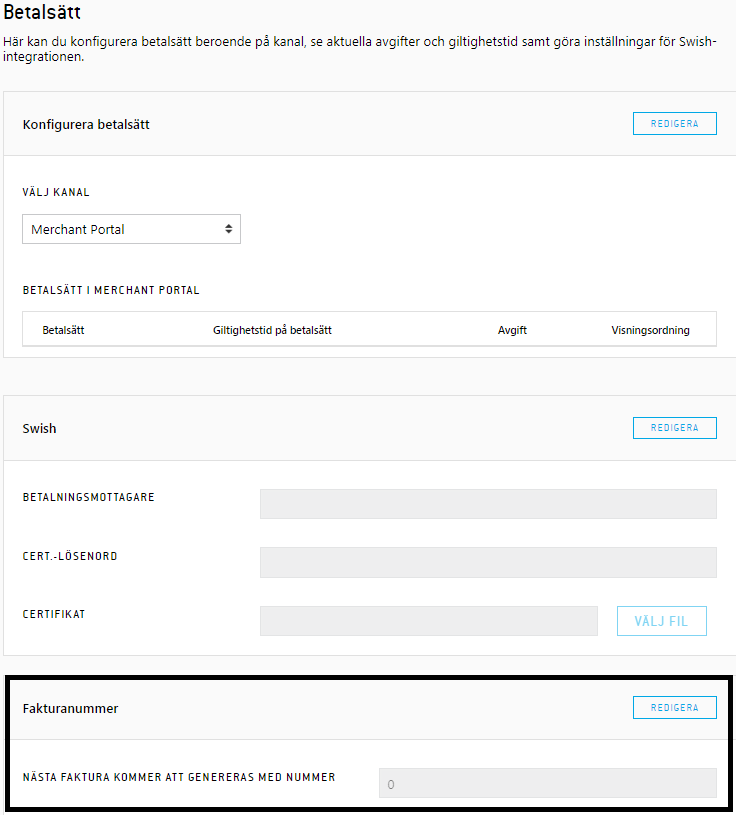 Betalsätt
Här kan du konfigurera betalsätt beroende på kanal, se aktuella avgifter och giltighetstid samt göra inställningar för Swish-
integrationen.
Konfigurera betalsätt
REDIGERA
VÄLJ KANAL
Merchant Portal
BETALSÄTT I MERCHANT PORTAL
Betalsätt Giltighetstid på betalsätt Avgift Visningsordning
Swish
REDIGERA
BETALNINGSMOTTAGARE
CERT.-LÖSENORD
CERTIFIKAT
VÄLJ FIL
Fakturanummer
REDIGERA
NÄSTA FAKTURA KOMMER ATT GENERERAS MED NUMMER
0